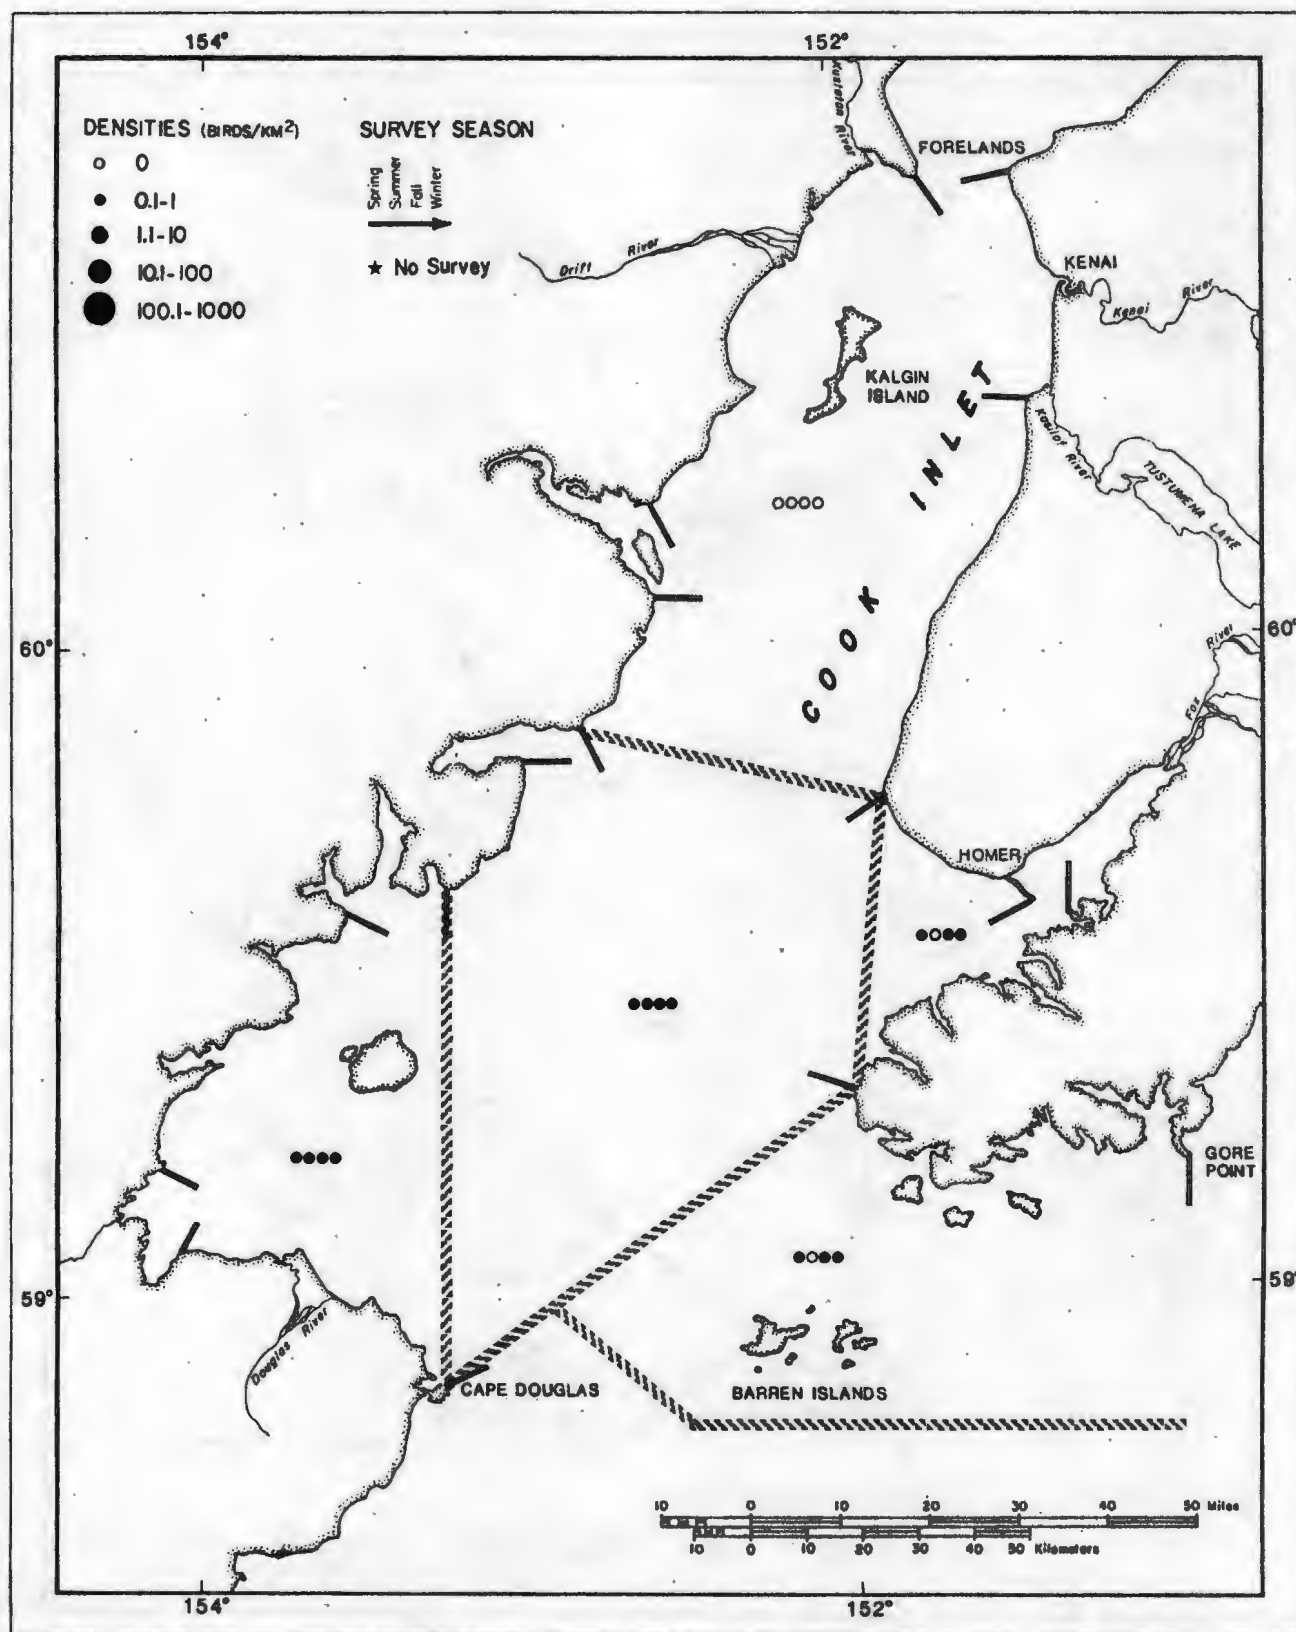 154°
152°
DENSITIES (BIRDS/KM²)
0
0.1-1
1.1-10
10.1-100
100.1-1000
SURVEY SEASON
Spring
Summer
Fall
Winter
★ No Survey
River
FORELANDS
Drift River
KENAI
Kenai River
KALGIN
ISLAND
COOK INLET
Kasilof River
TUSTUMENA LAKE
60°
60°
Fox River
HOMER
GORE
POINT
59°
59°
Douglas River
CAPE DOUGLAS
BARREN ISLANDS
10 0 10 20 30 40 50 Miles
10 0 10 20 30 40 50 Kilometers
154°
152°